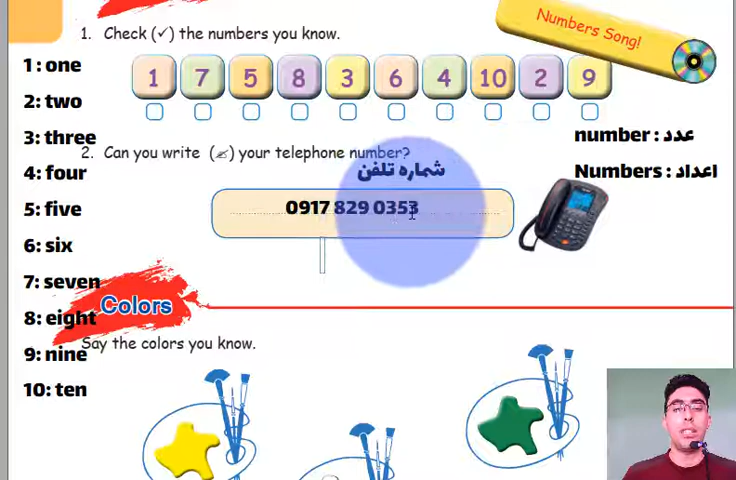 1. Check (✓) the numbers you know.
Numbers Song!
1 7 5 8 3 6 4 10 2 9
1 : one
2: two
3: three
4: four
5: five
6: six
7: seven
8: eight
9: nine
10: ten
number : عدد
Numbers : اعداد
2. Can you write (✍) your telephone number?
شماره تلفن
0917 829 0353
Colors
Say the colors you know.